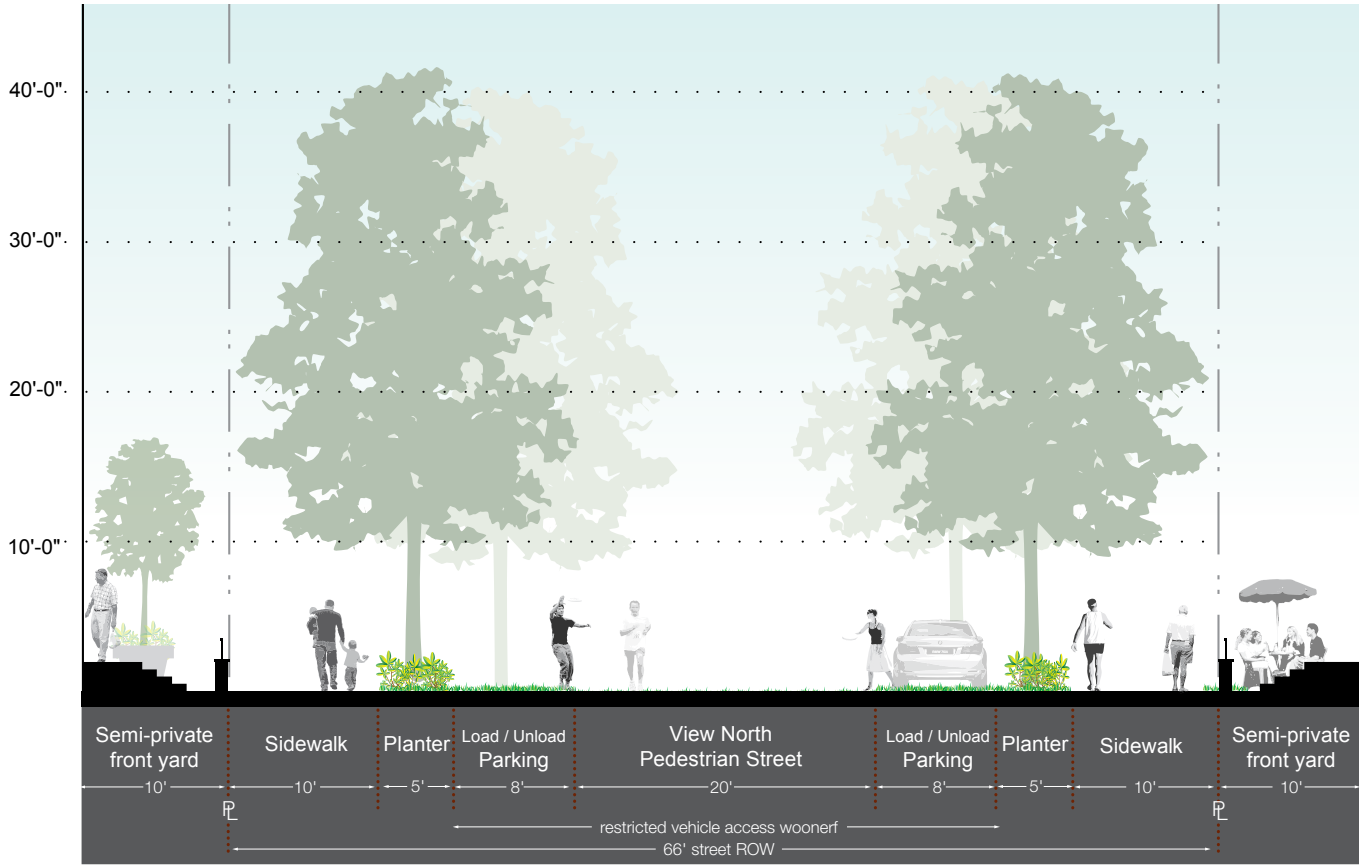 40'-0"
30'-0"
20'-0"
10'-0"
Semi-private
front yard
Sidewalk
Planter
Load / Unload
Parking
View North
Pedestrian Street
Load / Unload
Parking
Planter
Sidewalk
Semi-private
front yard
10'
10'
5'
8'
20'
8'
5'
10'
10'
PL
PL
restricted vehicle access woonerf
66' street ROW